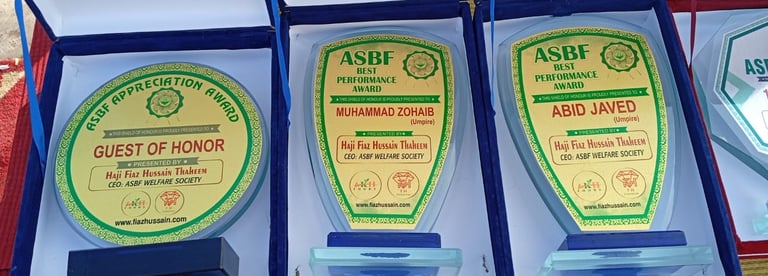 ASBF APPRECIATION AWARD
THIS SHIELD OF HONOUR IS PROUDLY PRESENTED TO
GUEST OF HONOR
PRESENTED BY
Haji Fiaz Hussain Thaheem
CEO: ASBF WELFARE SOCIETY
www.fiazhussain.com
ASBF
BEST
PERFORMANCE
AWARD
THIS SHIELD OF HONOUR IS PROUDLY PRESENTED TO
MUHAMMAD ZOHAIB
(Umpire)
PRESENTED BY
Haji Fiaz Hussain Thaheem
CEO: ASBF WELFARE SOCIETY
www.fiazhussain.com
ASBF
BEST
PERFORMANCE
AWARD
THIS SHIELD OF HONOUR IS PROUDLY PRESENTED TO
ABID JAVED
(Umpire)
PRESENTED BY
Haji Fiaz Hussain Thaheem
CEO: ASBF WELFARE SOCIETY
www.fiazhussain.com